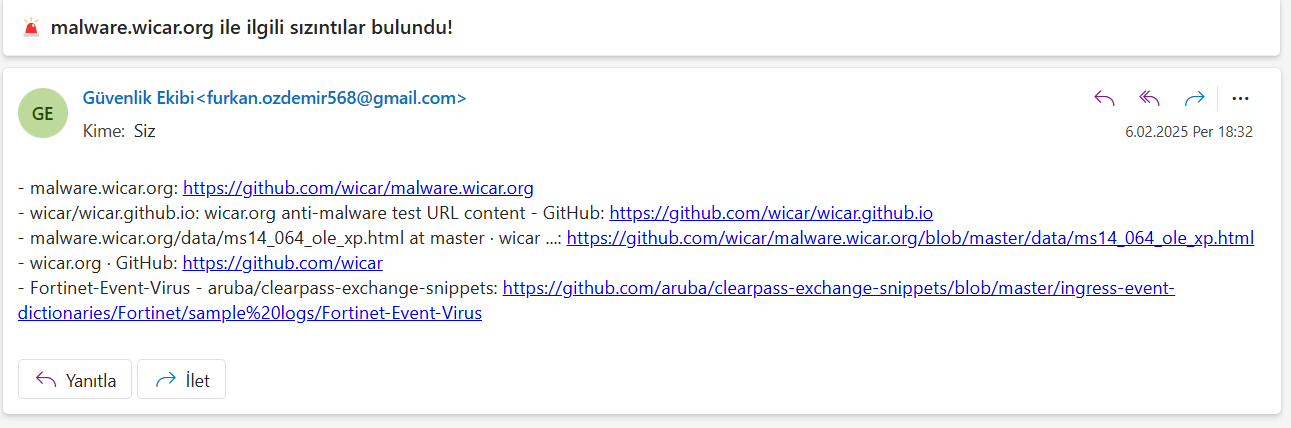 🚨 malware.wicar.org ile ilgili sızıntılar bulundu!
GE
Güvenlik Ekibi<furkan.ozdemir568@gmail.com>
Kime: Siz
6.02.2025 Per 18:32
- malware.wicar.org: https://github.com/wicar/malware.wicar.org
- wicar/wicar.github.io: wicar.org anti-malware test URL content - GitHub: https://github.com/wicar/wicar.github.io
- malware.wicar.org/data/ms14_064_ole_xp.html at master · wicar ...: https://github.com/wicar/malware.wicar.org/blob/master/data/ms14_064_ole_xp.html
- wicar.org · GitHub: https://github.com/wicar
- Fortinet-Event-Virus - aruba/clearpass-exchange-snippets: https://github.com/aruba/clearpass-exchange-snippets/blob/master/ingress-event-
dictionaries/Fortinet/sample%20logs/Fortinet-Event-Virus
Yanıtla İlet